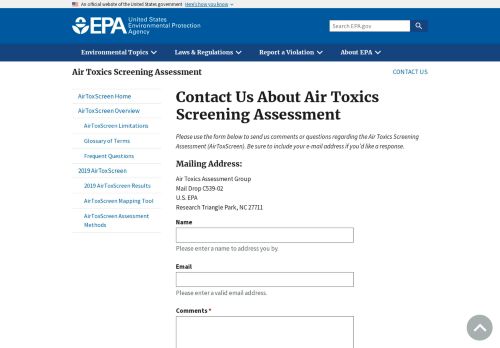 An official website of the United States government Here's how you know
EPA United States
Environmental Protection
Agency
Search EPA.gov
Environmental Topics
Laws & Regulations
Report a Violation
About EPA
Air Toxics Screening Assessment
CONTACT US
AirToxScreen Home
AirToxScreen Overview
AirToxScreen Limitations
Glossary of Terms
Frequent Questions
2019 AirToxScreen
2019 AirToxScreen Results
AirToxScreen Mapping Tool
AirToxScreen Assessment
Methods
Contact Us About Air Toxics
Screening Assessment
Please use the form below to send us comments or questions regarding the Air Toxics Screening
Assessment (AirToxScreen). Be sure to include your e-mail address if you'd like a response.
Mailing Address:
Air Toxics Assessment Group
Mail Drop C539-02
U.S. EPA
Research Triangle Park, NC 27711
Name
Please enter a name to address you by.
Email
Please enter a valid email address.
Comments *